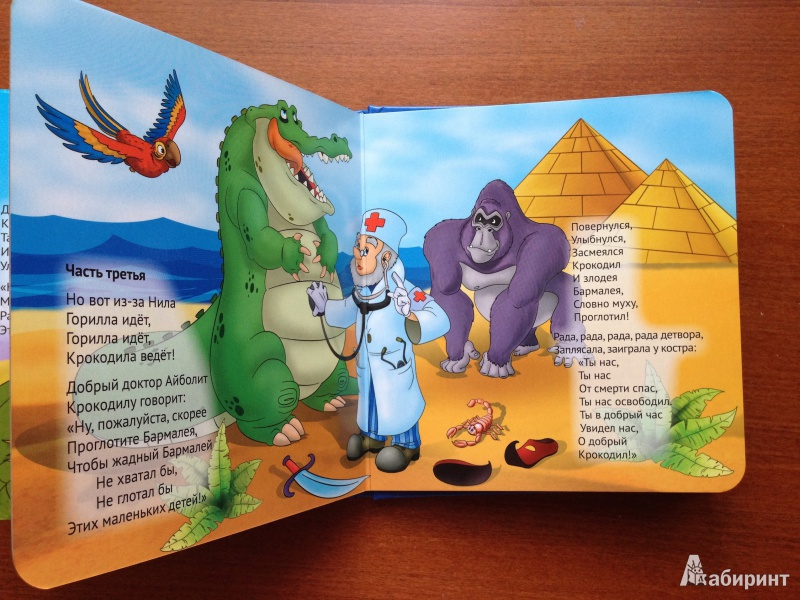 Часть третья
Но вот из-за Нила
Горилла идёт,
Горилла идёт,
Крокодила ведёт!
Добрый доктор Айболит
Крокодилу говорит:
«Ну, пожалуйста, скорее
Проглотите Бармалея,
Чтобы жадный Бармалей
Не хватал бы,
Не глотал бы
Этих маленьких детей!»
Повернулся,
Улыбнулся,
Засмеялся
Крокодил
И злодея
Бармалея,
Словно муху,
Проглотил!
Рада, рада, рада, рада детвора,
Заплясала, заиграла у костра:
«Ты нас,
Ты нас
От смерти спас,
Ты нас освободил.
Ты в добрый час
Увидел нас,
О добрый
Крокодил!»
Лабиринт